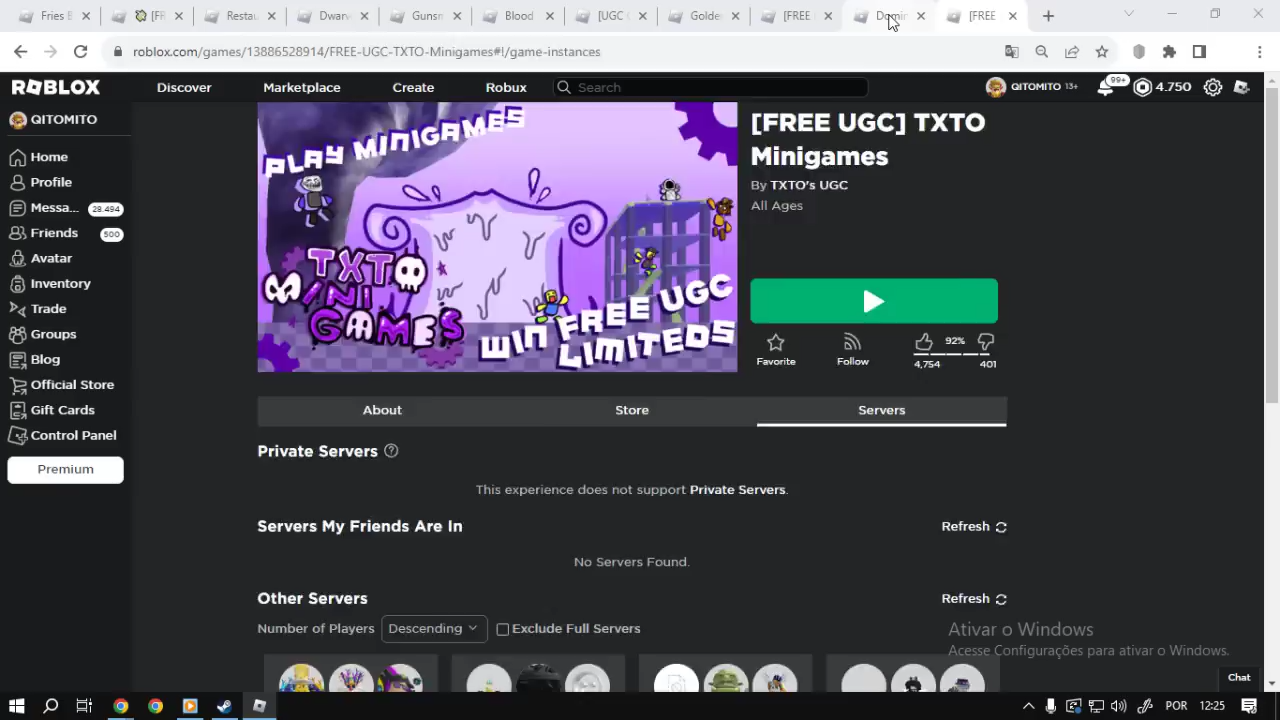 Fries B
[FR
Restau
Dwarv
Gunsm
Blood
[UGC (
Golde
[FREE
Domin
[FREE
roblox.com/games/13886528914/FREE-UGC-TXTO-Minigames#!/game-instances
ROBLOX
Discover
Marketplace
Create
Robux
Search
QITOMITO 13+
99+
4.750
QITOMITO
Home
Profile
Messa... 28.494
Friends 500
Avatar
Inventory
Trade
Groups
Blog
Official Store
Gift Cards
Control Panel
Premium
PLAY MINIGAMES
TXTO
MINI
GAMES
WIN FREE UGC
LIMITEDS
[FREE UGC] TXTO
Minigames
By TXTO's UGC
All Ages
Favorite
Follow
92%
4,754
401
About
Store
Servers
Private Servers
This experience does not support Private Servers.
Servers My Friends Are In
Refresh
No Servers Found.
Other Servers
Refresh
Number of Players
Descending
Exclude Full Servers
Ativar o Windows
Acesse Configurações para ativar o Windows.
Chat
POR
12:25